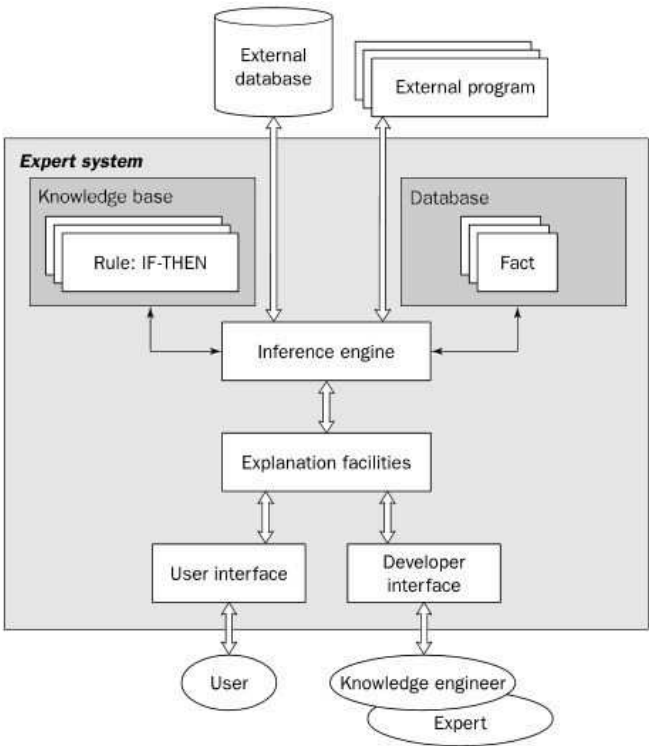 External
database
External program
Expert system
Knowledge base
Rule: IF-THEN
Database
Fact
Inference engine
Explanation facilities
User interface
Developer
interface
User
Knowledge engineer
Expert